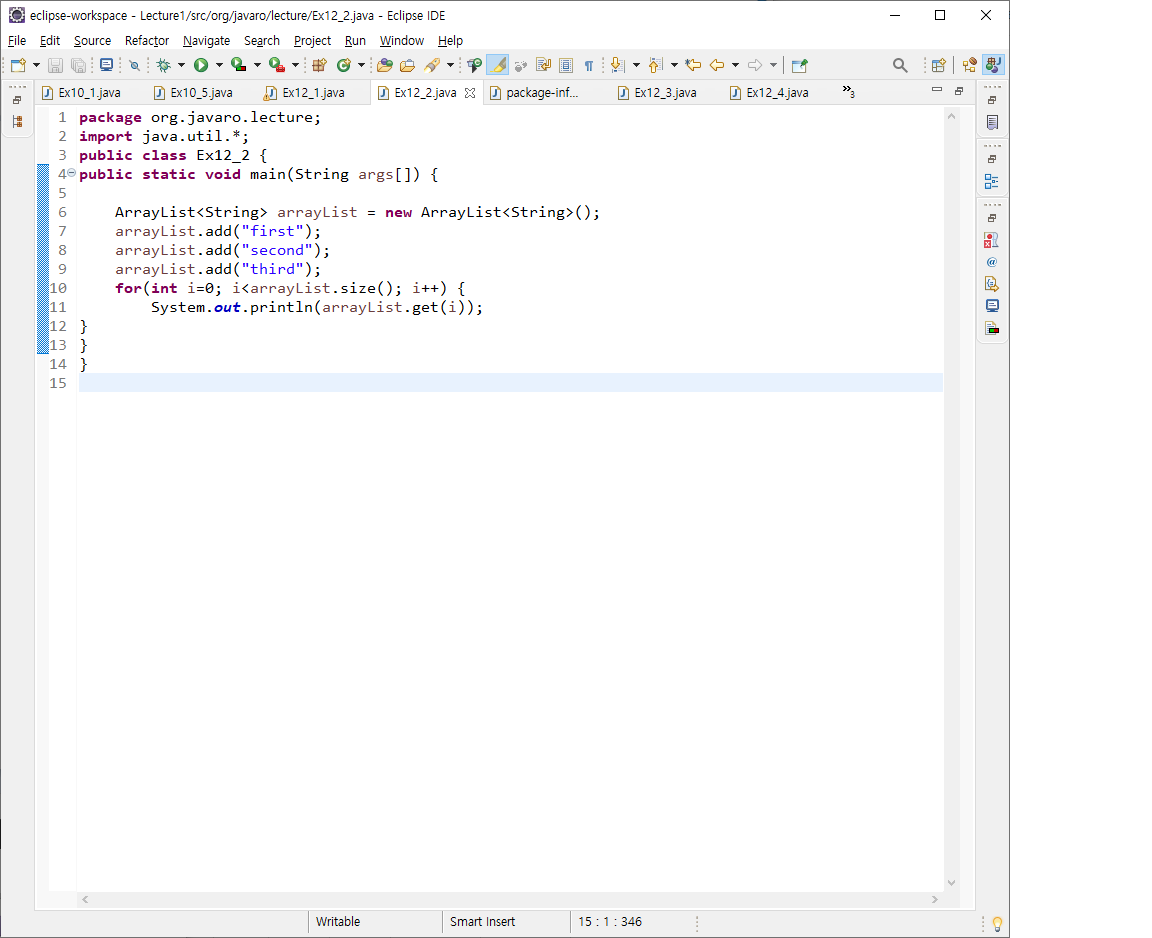 eclipse-workspace - Lecture1/src/org/javaro/lecture/Ex12_2.java - Eclipse IDE
File Edit Source Refactor Navigate Search Project Run Window Help
Ex10_1.java Ex10_5.java Ex12_1.java Ex12_2.java package-inf... Ex12_3.java Ex12_4.java »3
1 package org.javaro.lecture;
2 import java.util.*;
3 public class Ex12_2 {
4 public static void main(String args[]) {
5
6 ArrayList<String> arrayList = new ArrayList<String>();
7 arrayList.add("first");
8 arrayList.add("second");
9 arrayList.add("third");
10 for(int i=0; i<arrayList.size(); i++) {
11 System.out.println(arrayList.get(i));
12 }
13 }
14 }
15
Writable Smart Insert 15 : 1 : 346